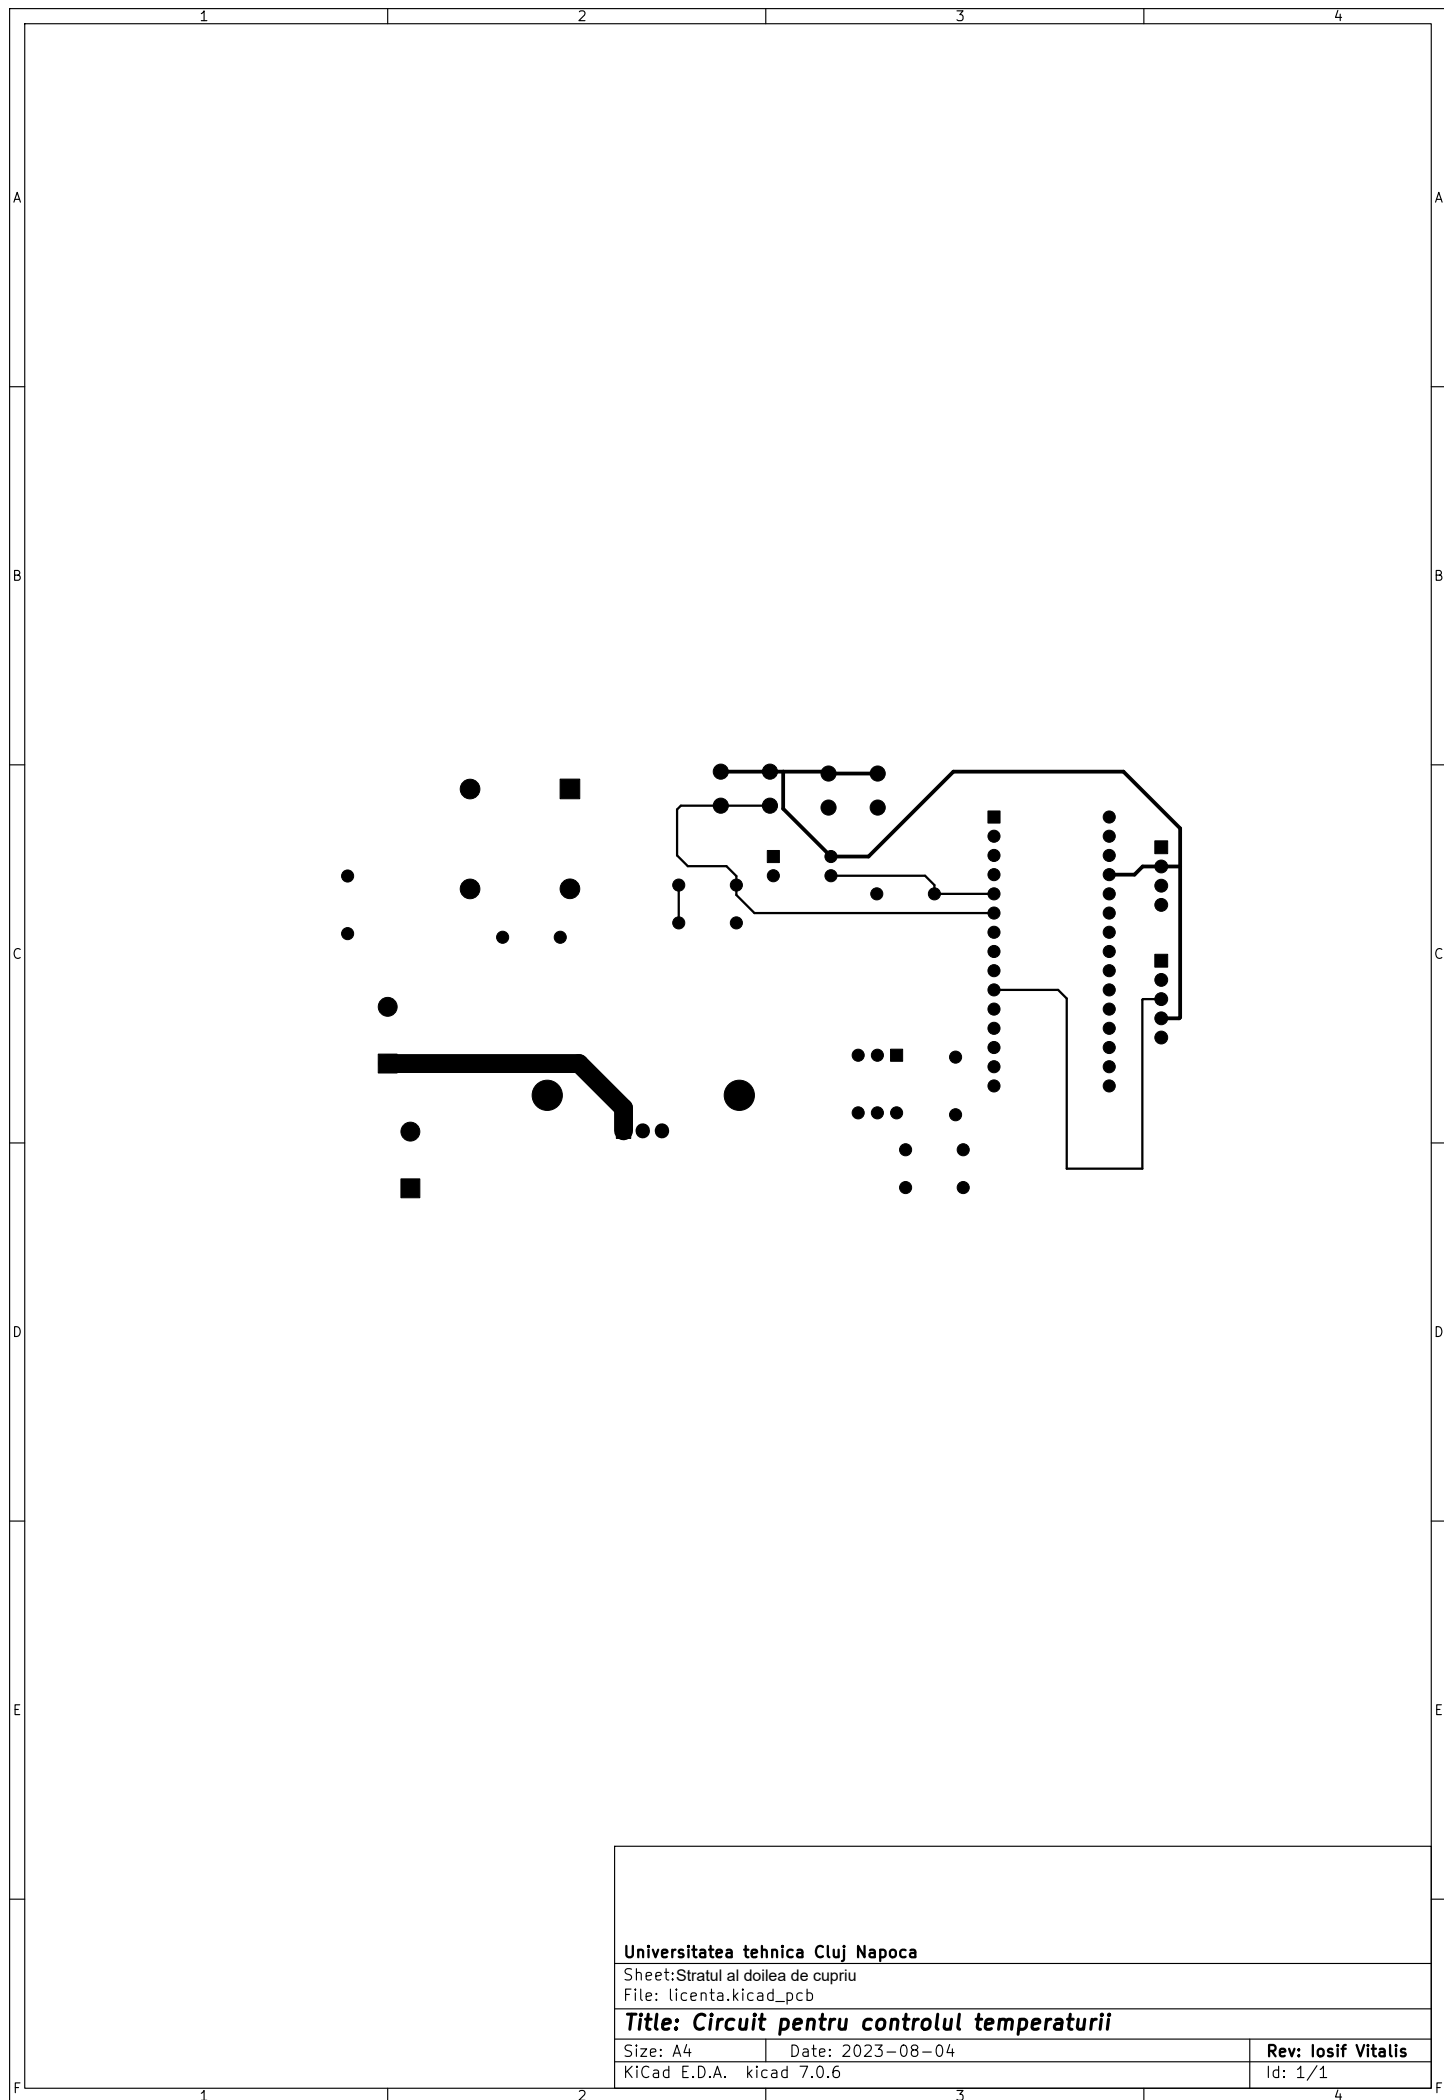 1 2 3 4
A A
B B
C C
D D
E E
Universitatea tehnica Cluj Napoca
Sheet:Stratul al doilea de cupriu
File: licenta.kicad_pcb
Title: Circuit pentru controlul temperaturii
Size: A4 Date: 2023-08-04 Rev: Iosif Vitalis
KiCad E.D.A. kicad 7.0.6 Id: 1/1
F F
1 2 3 4